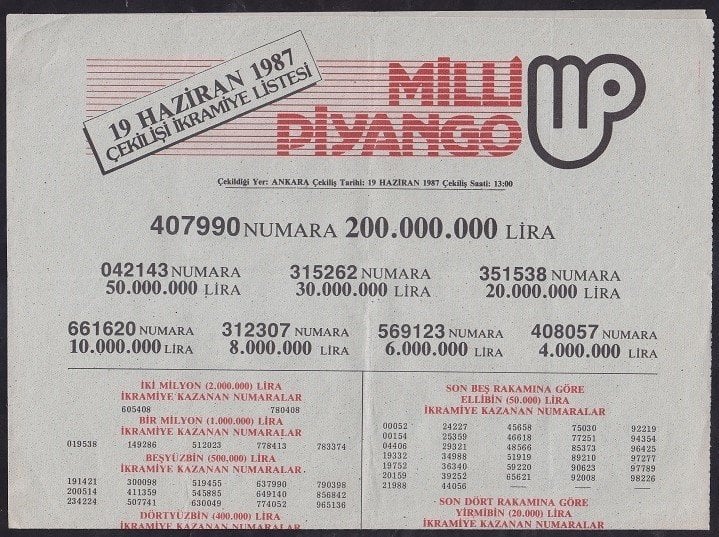 19 HAZİRAN 1987
ÇEKİLİŞİ İKRAMİYE LİSTESİ
MİLLİ
PİYANGO
Çekildiği Yer: ANKARA Çekiliş Tarihi: 19 HAZİRAN 1987 Çekiliş Saati: 13:00
407990 NUMARA 200.000.000 LİRA
042143 NUMARA 315262 NUMARA 351538 NUMARA
50.000.000 LİRA 30.000.000 LİRA 20.000.000 LİRA
661620 NUMARA 312307 NUMARA 569123 NUMARA 408057 NUMARA
10.000.000 LİRA 8.000.000 LİRA 6.000.000 LİRA 4.000.000 LİRA
İKİ MİLYON (2.000.000) LİRA
İKRAMİYE KAZANAN NUMARALAR
605408 780408
BİR MİLYON (1.000.000) LİRA
İKRAMİYE KAZANAN NUMARALAR
019538 149286 512023 778413 783374
BEŞYÜZBİN (500.000) LİRA
İKRAMİYE KAZANAN NUMARALAR
191421 300098 519455 637990 790398
200514 411359 545885 649140 856842
234224 507741 630049 774052 965136
DÖRTYÜZBİN (400.000) LİRA
İKRAMİYE KAZANAN NUMARALAR
SON BEŞ RAKAMINA GÖRE
ELLİBİN (50.000) LİRA
İKRAMİYE KAZANAN NUMARALAR
00052 24227 45658 75030 92219
00154 25359 46618 77251 94354
04406 29321 48566 85373 96425
19332 34988 51919 89210 97277
19752 36340 59220 90623 97789
20159 39252 65621 92008 98226
21988 44056 — —
SON DÖRT RAKAMINA GÖRE
YİRMİBİN (20.000) LİRA
İKRAMİYE KAZANAN NUMARALAR